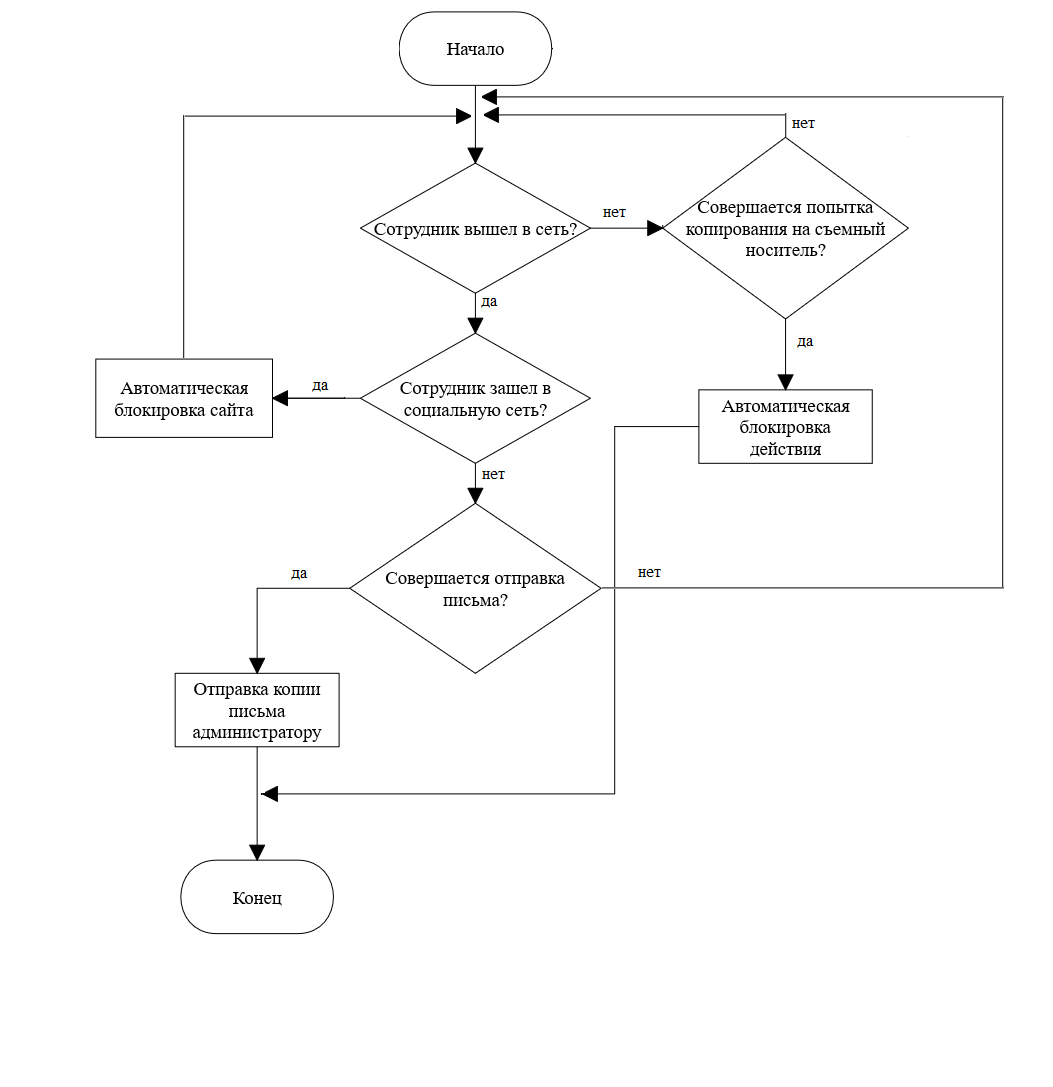 Начало
нет
Совершается попытка
копирования на съемный
носитель?
нет
Сотрудник вышел в сеть?
да
да
Сотрудник зашел в
социальную сеть?
да
Автоматическая
блокировка сайта
Автоматическая
блокировка
действия
нет
да
Совершается отправка
письма?
нет
Отправка копии
письма
администратору
Конец